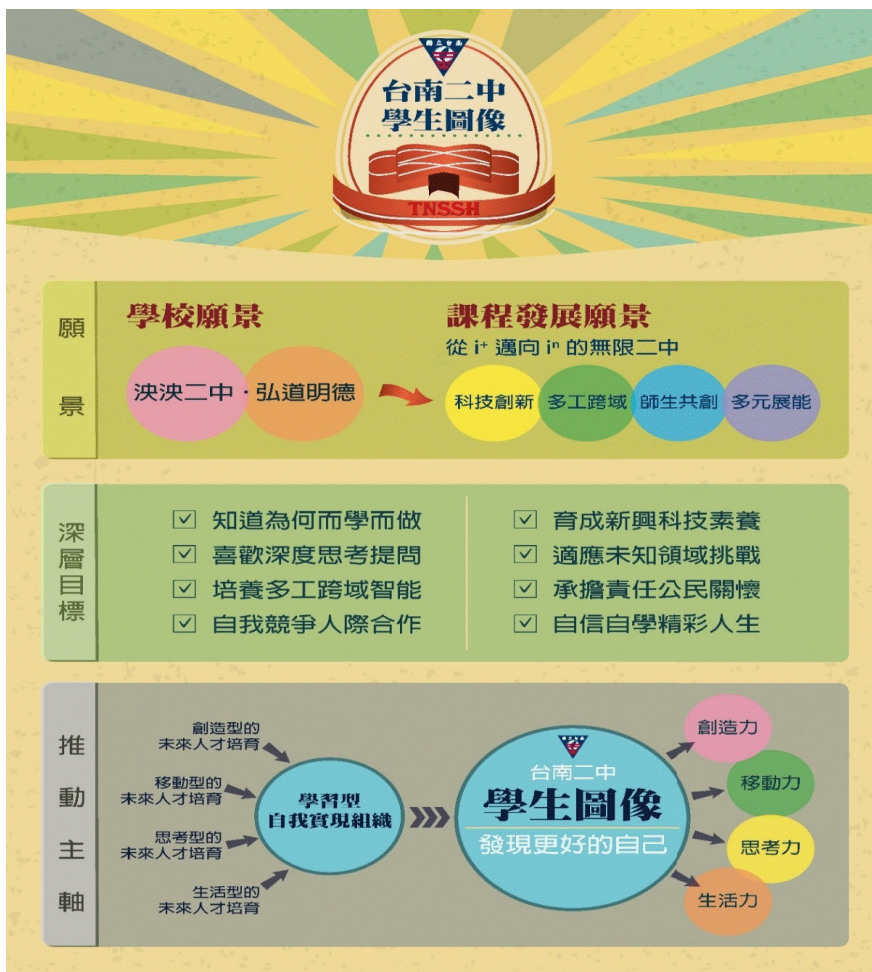 國立台南
台南二中
學生圖像
TNSSH
願景
學校願景
泱泱二中・弘道明德
課程發展願景
從 i⁺ 邁向 iⁿ 的無限二中
科技創新
多工跨域
師生共創
多元展能
深層目標
知道為何而學而做
喜歡深度思考提問
培養多工跨域智能
自我競爭人際合作
育成新興科技素養
適應未知領域挑戰
承擔責任公民關懷
自信自學精彩人生
推動主軸
創造型的
未來人才培育
移動型的
未來人才培育
思考型的
未來人才培育
生活型的
未來人才培育
學習型
自我實現組織
台南二中
學生圖像
發現更好的自己
創造力
移動力
思考力
生活力